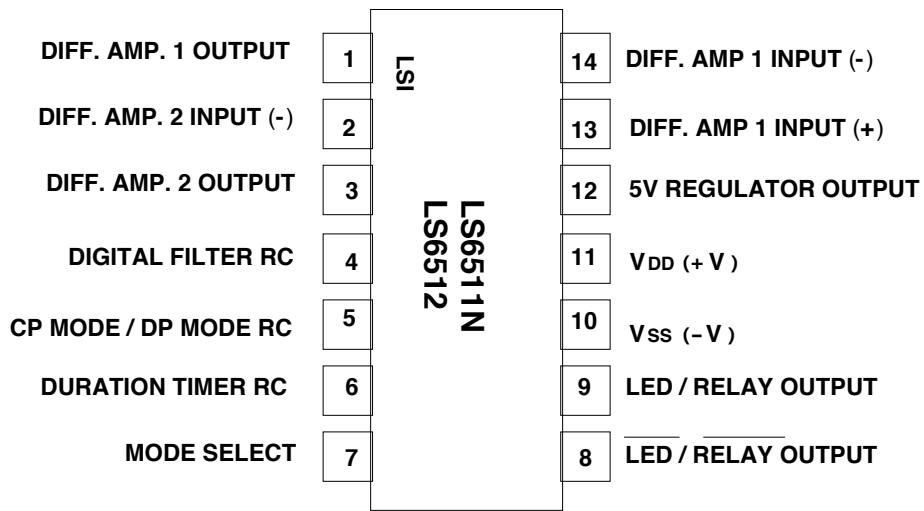 DIFF. AMP. 1 OUTPUT 1
DIFF. AMP. 2 INPUT (-) 2
DIFF. AMP. 2 OUTPUT 3
DIGITAL FILTER RC 4
CP MODE / DP MODE RC 5
DURATION TIMER RC 6
MODE SELECT 7
LSI
LS6511N
LS6512
14 DIFF. AMP 1 INPUT (-)
13 DIFF. AMP 1 INPUT (+)
12 5V REGULATOR OUTPUT
11 VDD (+ V )
10 VSS (– V )
9 LED / RELAY OUTPUT
8 L̅E̅D̅ / R̅E̅L̅A̅Y̅ OUTPUT